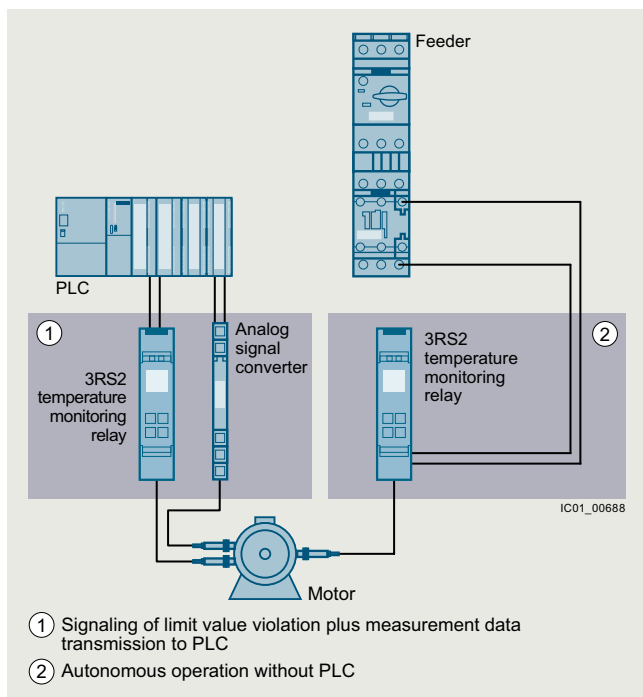 Feeder
PLC
1
3RS2
temperature
monitoring
relay
Analog
signal
converter
2
3RS2
temperature
monitoring
relay
IC01_00688
Motor
1 Signaling of limit value violation plus measurement data
transmission to PLC
2 Autonomous operation without PLC